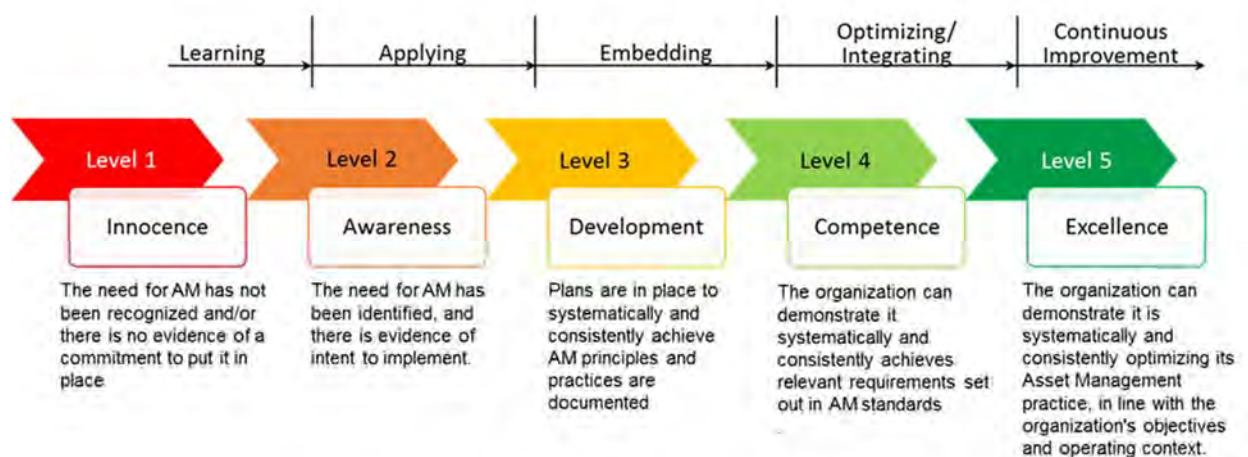 Learning
Applying
Embedding
Optimizing/
Integrating
Continuous
Improvement
Level 1
Level 2
Level 3
Level 4
Level 5
Innocence
Awareness
Development
Competence
Excellence
The need for AM has not
been recognized and/or
there is no evidence of a
commitment to put it in
place
The need for AM has
been identified, and
there is evidence of
intent to implement.
Plans are in place to
systematically and
consistently achieve
AM principles and
practices are
documented
The organization can
demonstrate it
systematically and
consistently achieves
relevant requirements set
out in AM standards
The organization can
demonstrate it is
systematically and
consistently optimizing its
Asset Management
practice, in line with the
organization's objectives
and operating context.